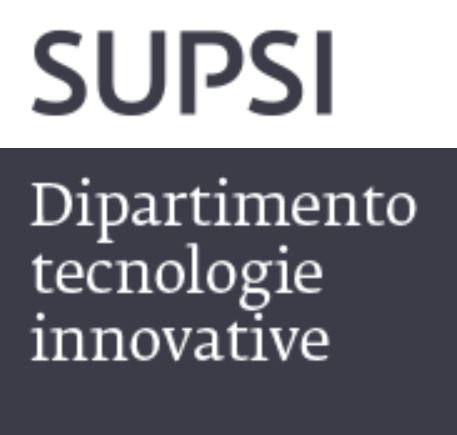 SUPSI
Dipartimento
tecnologie
innovative